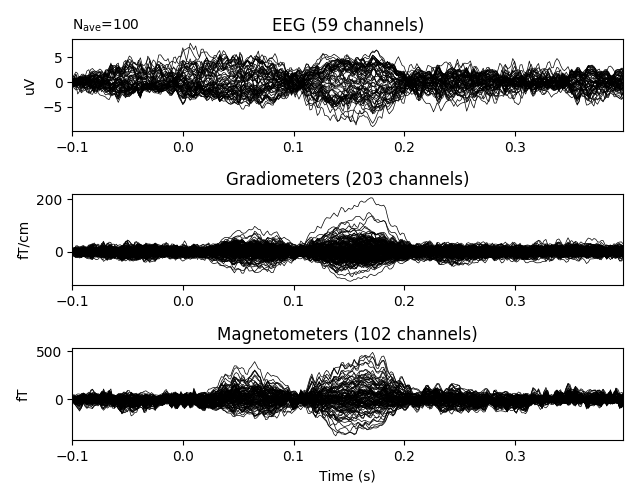 N_ave=100
EEG (59 channels)
uV
5
0
−5
−0.1 0.0 0.1 0.2 0.3
Gradiometers (203 channels)
fT/cm
200
0
−0.1 0.0 0.1 0.2 0.3
Magnetometers (102 channels)
fT
500
0
−0.1 0.0 0.1 0.2 0.3
Time (s)